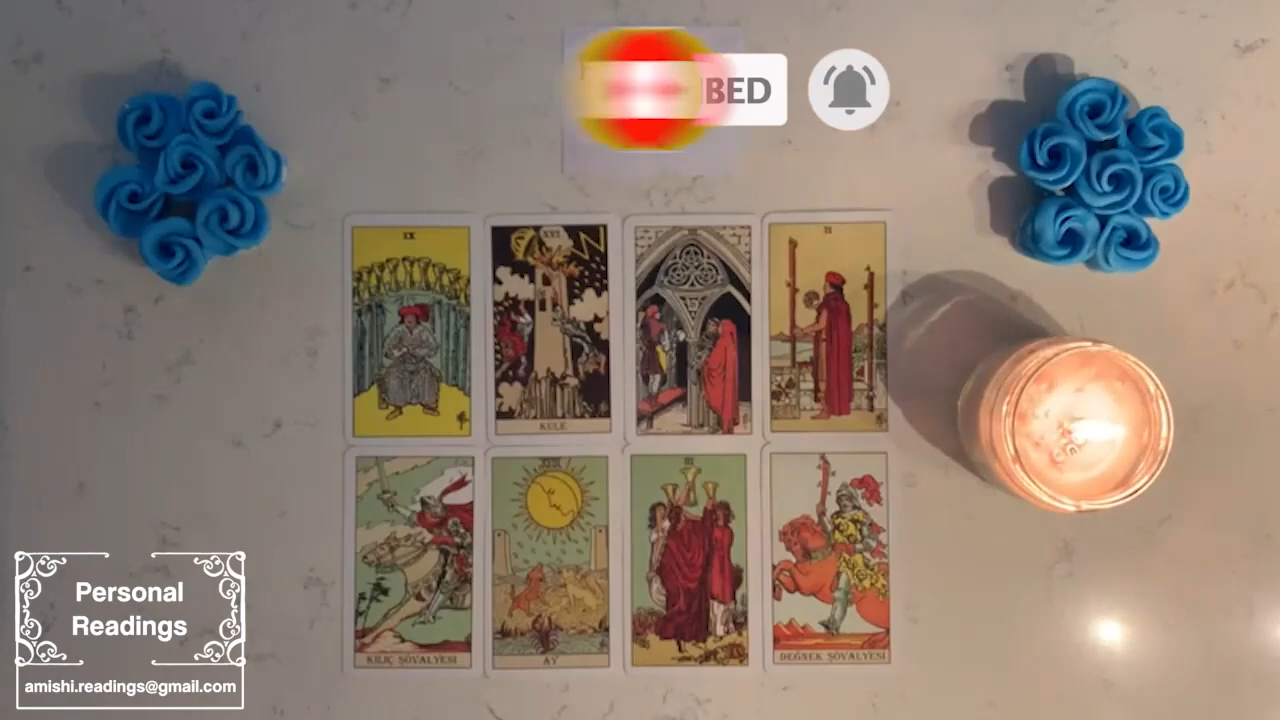 BED
IX
XVI
II
KULE
III
KILIÇ ŞÖVALYESİ
AY
DEĞNEK ŞÖVALYESİ
Personal
Readings
amishi.readings@gmail.com